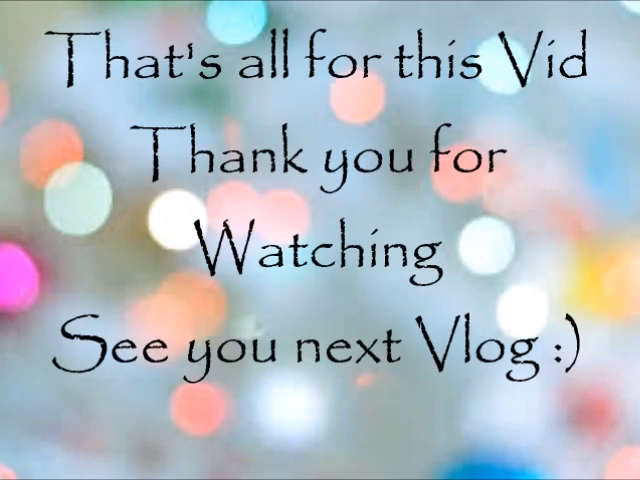 That's all for this Vid
Thank you for
Watching
See you next Vlog :)